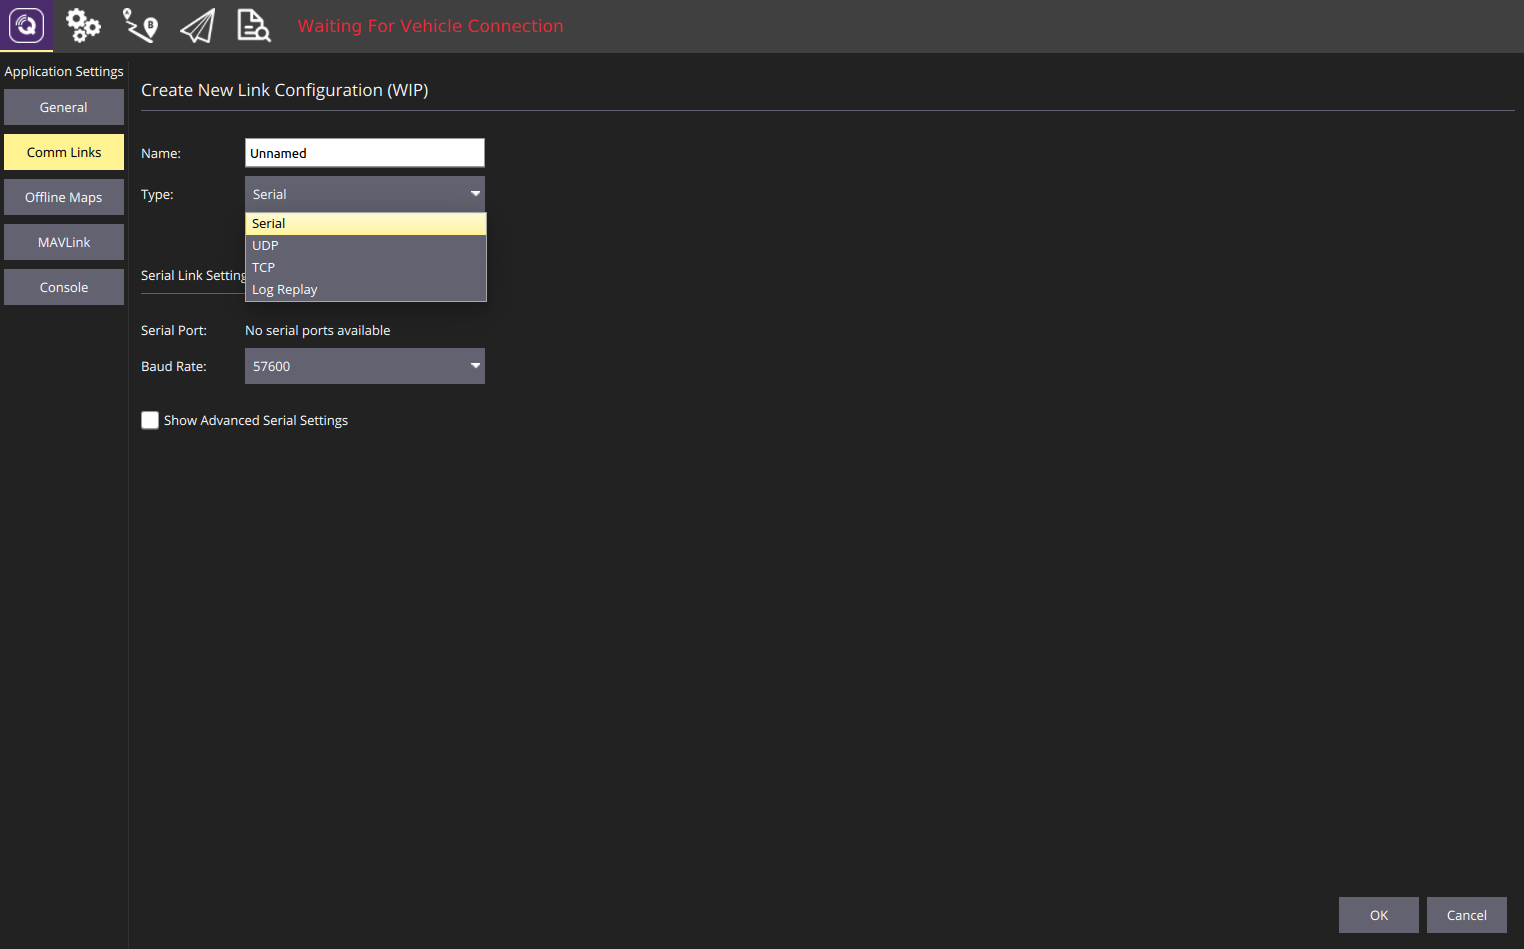 Waiting For Vehicle Connection
Application Settings
General
Comm Links
Offline Maps
MAVLink
Console
Create New Link Configuration (WIP)
Name: Unnamed
Type: Serial
Serial
UDP
TCP
Log Replay
Serial Link Setting
Serial Port: No serial ports available
Baud Rate: 57600
Show Advanced Serial Settings
OK Cancel